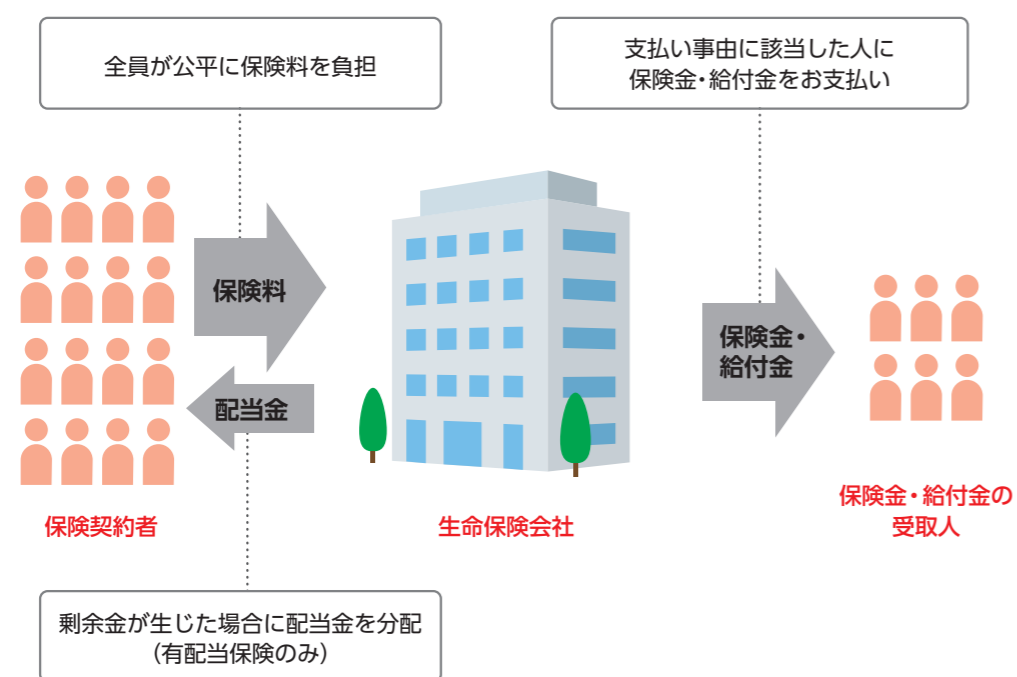 全員が公平に保険料を負担
支払い事由に該当した人に
保険金・給付金をお支払い
保険料
配当金
保険金・
給付金
保険契約者
生命保険会社
保険金・給付金の
受取人
剰余金が生じた場合に配当金を分配
（有配当保険のみ）